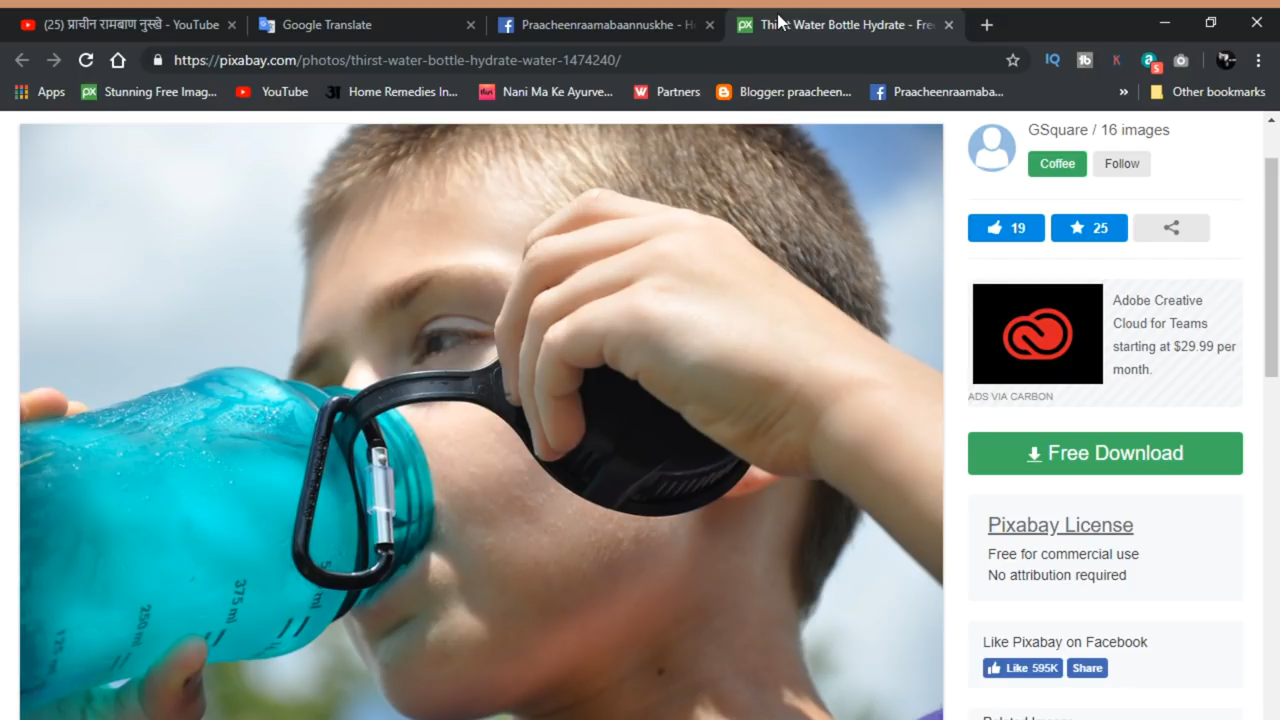 (25) प्राचीन रामबाण नुस्खे - YouTube
Google Translate
Praacheenraamabaannuskhe - H
Thirst Water Bottle Hydrate - Fre
https://pixabay.com/photos/thirst-water-bottle-hydrate-water-1474240/
Apps
Stunning Free Imag...
YouTube
Home Remedies In...
Nani Ma Ke Ayurve...
Partners
Blogger: praacheen...
Praacheenraamaba...
»
Other bookmarks
GSquare / 16 images
Coffee
Follow
19
25
Adobe Creative
Cloud for Teams
starting at $29.99 per
month.
ADS VIA CARBON
Free Download
Pixabay License
Free for commercial use
No attribution required
Like Pixabay on Facebook
Like 595K
Share
375 ml
250 ml
125 ml